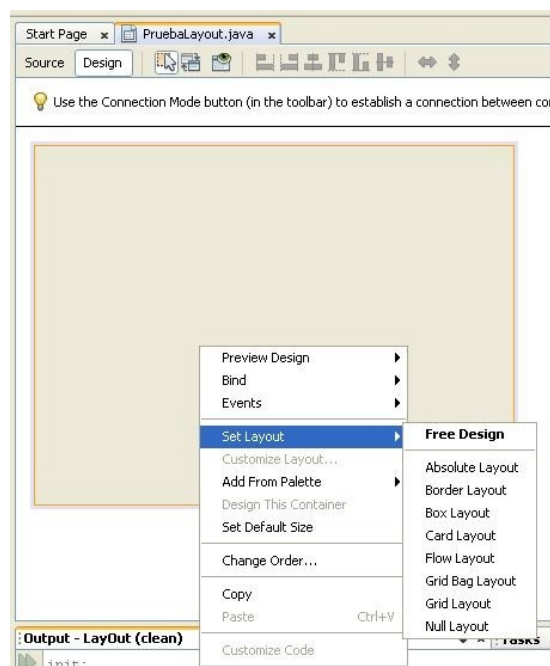 Start Page x PruebaLayout.java x
Source Design
Use the Connection Mode button (in the toolbar) to establish a connection between co
Preview Design
Bind
Events
Set Layout
Customize Layout...
Add From Palette
Design This Container
Set Default Size
Change Order...
Copy
Paste Ctrl+V
Customize Code
Free Design
Absolute Layout
Border Layout
Box Layout
Card Layout
Flow Layout
Grid Bag Layout
Grid Layout
Null Layout
Output - LayOut (clean)
Tasks
init: